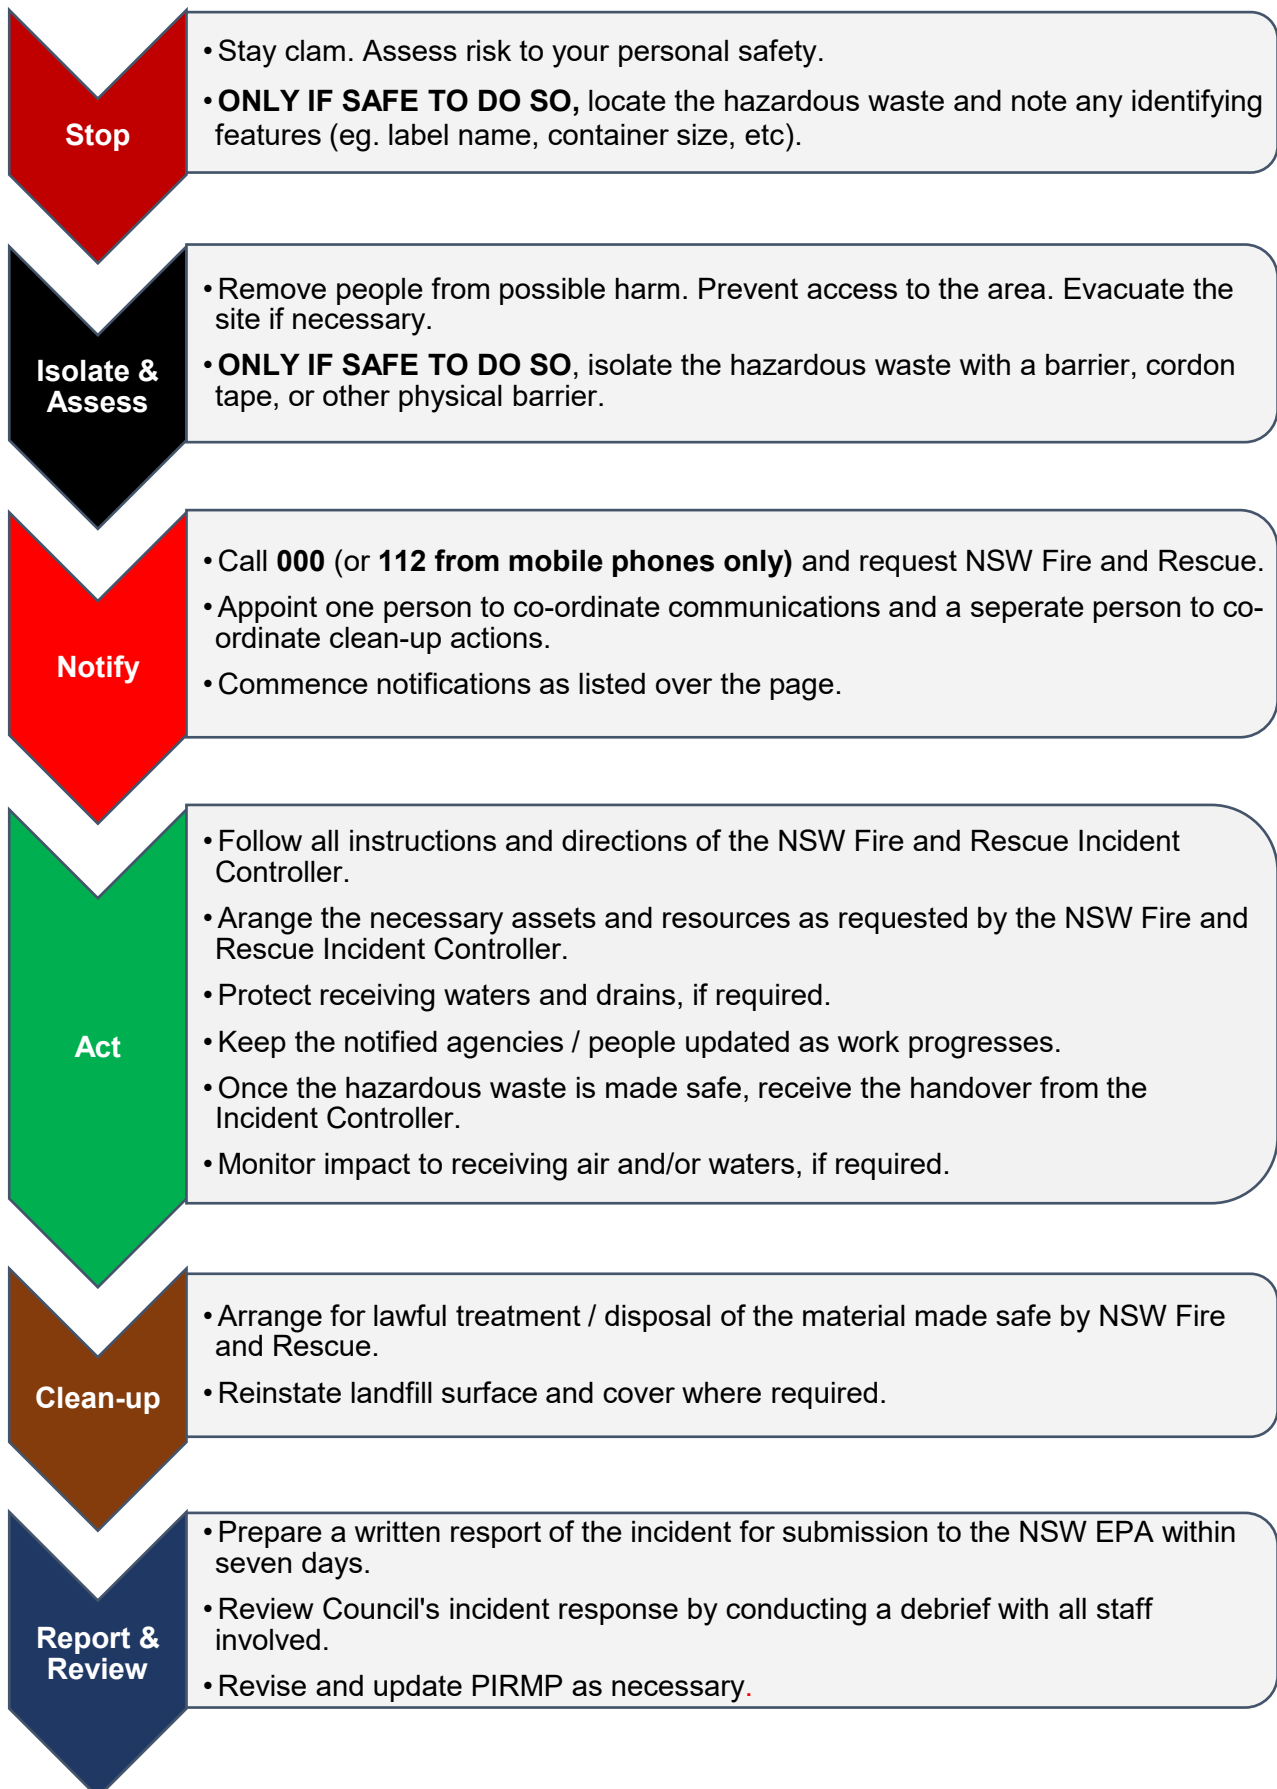 Stop
• Stay clam. Assess risk to your personal safety.
• ONLY IF SAFE TO DO SO, locate the hazardous waste and note any identifying
features (eg. label name, container size, etc).
Isolate &
Assess
• Remove people from possible harm. Prevent access to the area. Evacuate the
site if necessary.
• ONLY IF SAFE TO DO SO, isolate the hazardous waste with a barrier, cordon
tape, or other physical barrier.
Notify
• Call 000 (or 112 from mobile phones only) and request NSW Fire and Rescue.
• Appoint one person to co-ordinate communications and a seperate person to co-
ordinate clean-up actions.
• Commence notifications as listed over the page.
Act
• Follow all instructions and directions of the NSW Fire and Rescue Incident
Controller.
• Arange the necessary assets and resources as requested by the NSW Fire and
Rescue Incident Controller.
• Protect receiving waters and drains, if required.
• Keep the notified agencies / people updated as work progresses.
• Once the hazardous waste is made safe, receive the handover from the
Incident Controller.
• Monitor impact to receiving air and/or waters, if required.
Clean-up
• Arrange for lawful treatment / disposal of the material made safe by NSW Fire
and Rescue.
• Reinstate landfill surface and cover where required.
Report &
Review
• Prepare a written resport of the incident for submission to the NSW EPA within
seven days.
• Review Council's incident response by conducting a debrief with all staff
involved.
• Revise and update PIRMP as necessary.